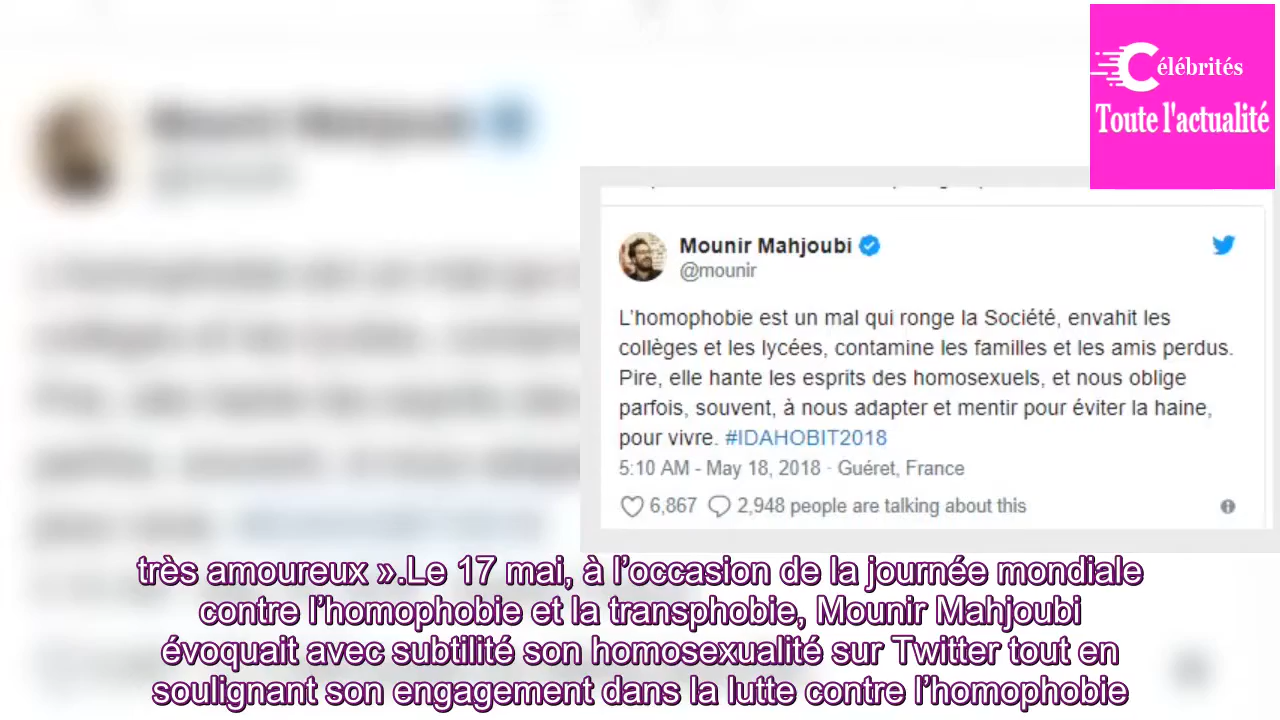 Célébrités
Toute l'actualité
Mounir Mahjoubi
@mounir
L'homophobie est un mal qui ronge la Société, envahit les
collèges et les lycées, contamine les familles et les amis perdus.
Pire, elle hante les esprits des homosexuels, et nous oblige
parfois, souvent, à nous adapter et mentir pour éviter la haine,
pour vivre. #IDAHOBIT2018
5:10 AM - May 18, 2018 · Guéret, France
6,867 2,948 people are talking about this
très amoureux ».Le 17 mai, à l’occasion de la journée mondiale
contre l’homophobie et la transphobie, Mounir Mahjoubi
évoquait avec subtilité son homosexualité sur Twitter tout en
soulignant son engagement dans la lutte contre l’homophobie